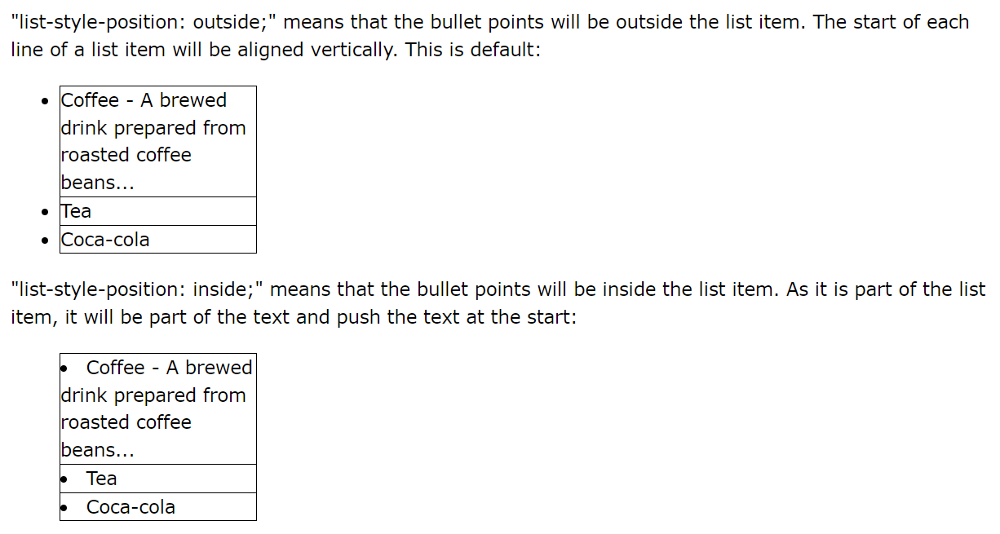 "list-style-position: outside;" means that the bullet points will be outside the list item. The start of each
line of a list item will be aligned vertically. This is default:
• Coffee - A brewed
drink prepared from
roasted coffee
beans...
• Tea
• Coca-cola
"list-style-position: inside;" means that the bullet points will be inside the list item. As it is part of the list
item, it will be part of the text and push the text at the start:
• Coffee - A brewed
drink prepared from
roasted coffee
beans...
• Tea
• Coca-cola